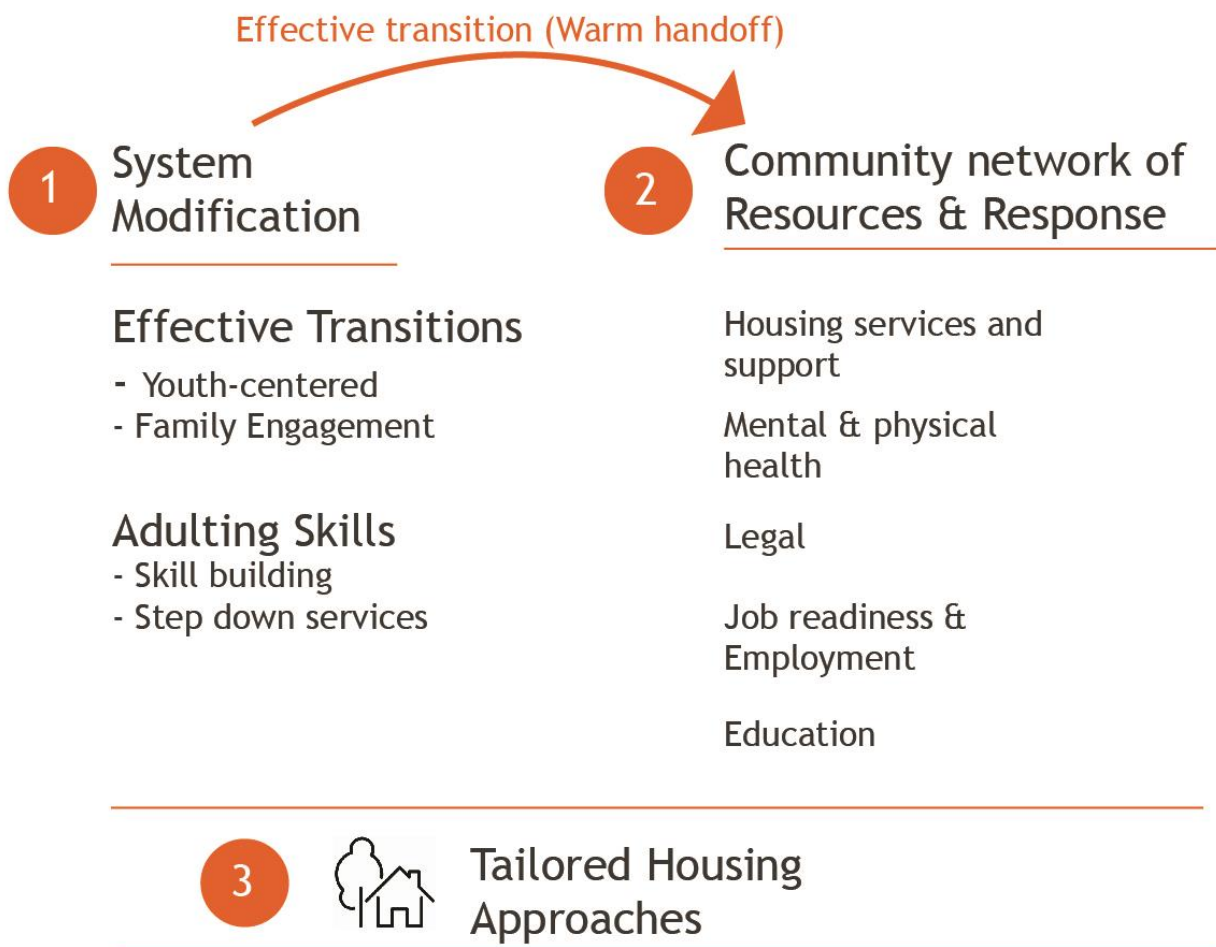 Effective transition (Warm handoff)
1
System
Modification
Effective Transitions
- Youth-centered
- Family Engagement
Adulting Skills
- Skill building
- Step down services
2
Community network of
Resources & Response
Housing services and
support
Mental & physical
health
Legal
Job readiness &
Employment
Education
3
Tailored Housing
Approaches